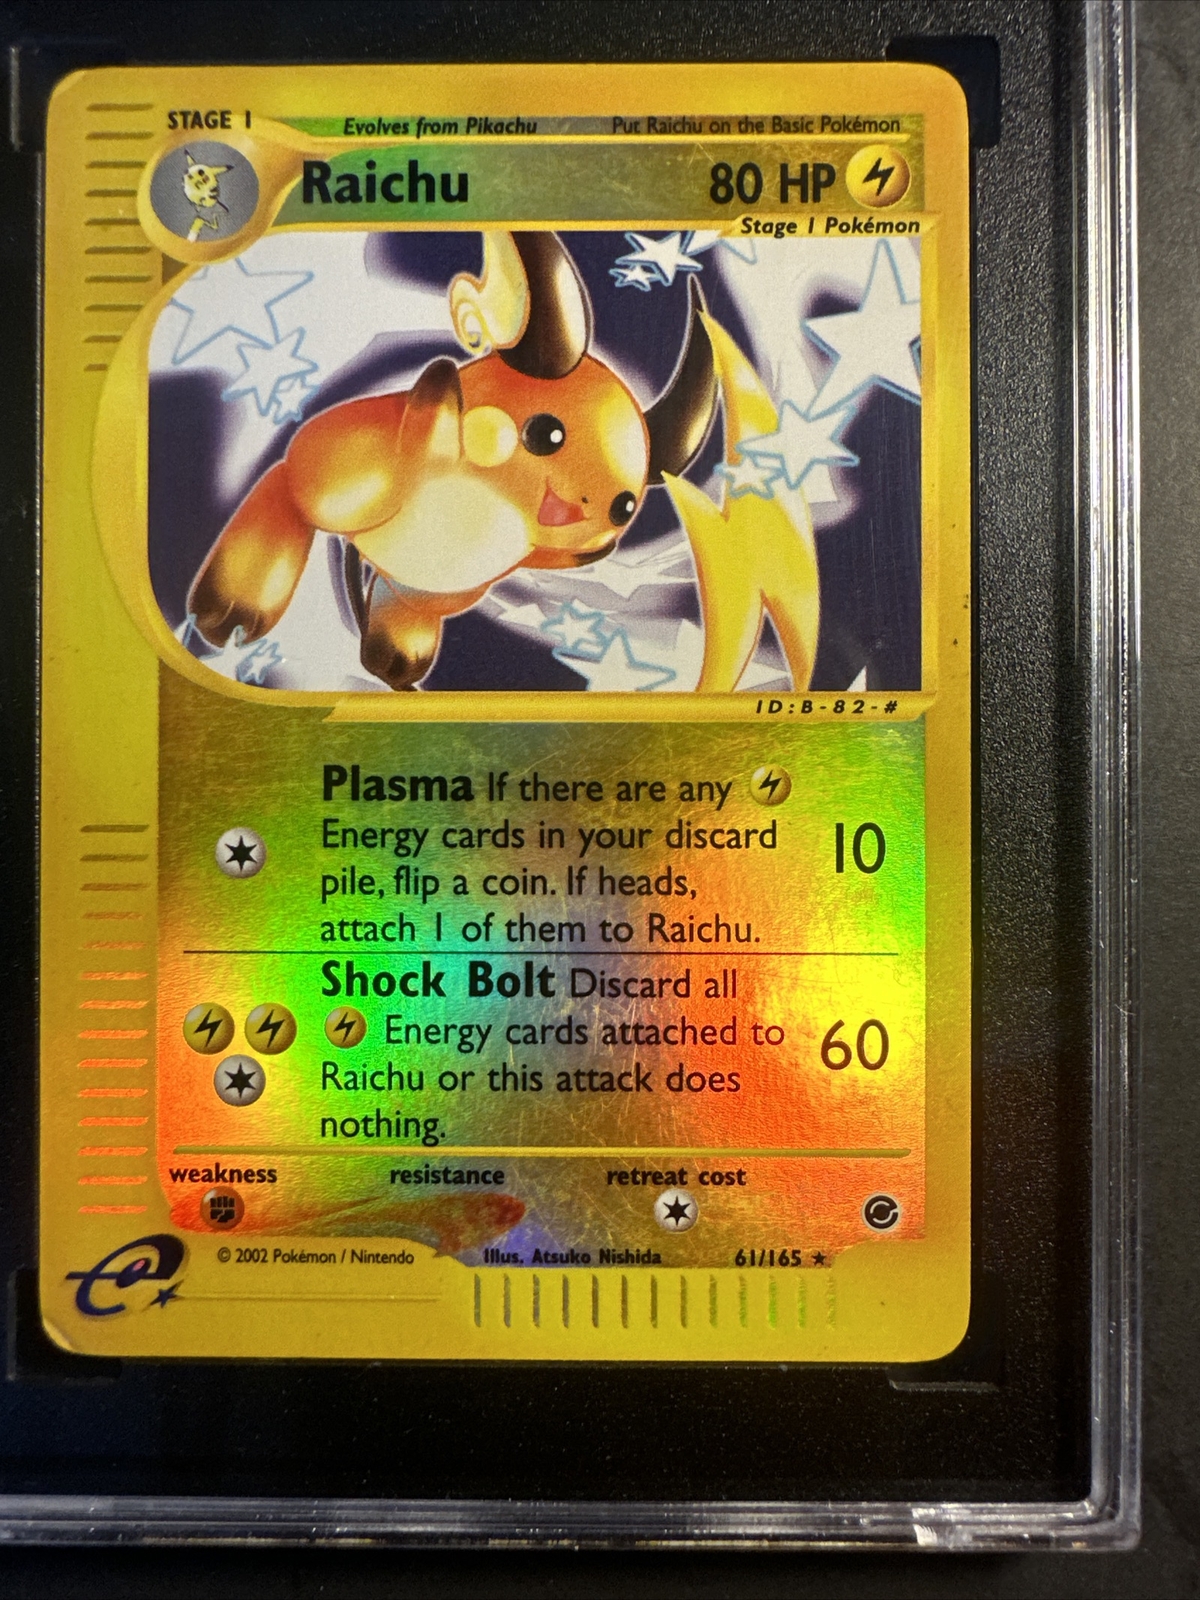 STAGE 1
Evolves from Pikachu
Put Raichu on the Basic Pokémon
Raichu
80 HP
Stage 1 Pokémon
ID:B-82-#
Plasma If there are any
Energy cards in your discard
pile, flip a coin. If heads,
attach 1 of them to Raichu.
10
Shock Bolt Discard all
Energy cards attached to
Raichu or this attack does
nothing.
60
weakness
resistance
retreat cost
© 2002 Pokémon / Nintendo
Illus. Atsuko Nishida
61/165 ★